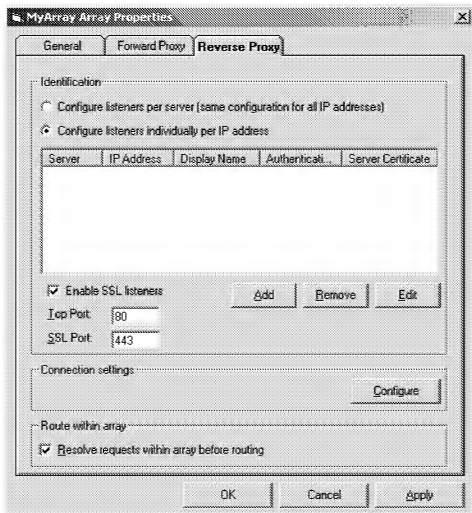 MyArray Array Properties
General Forward Proxy Reverse Proxy
Identification
Configure listeners per server (same configuration for all IP addresses)
Configure listeners individually per IP address
Server IP Address Display Name Authenticati... Server Certificate
Enable SSL listeners
Add Remove Edit
Tcp Port: 80
SSL Port: 443
Connection settings
Configure
Route within array
Resolve requests within array before routing
OK Cancel Apply